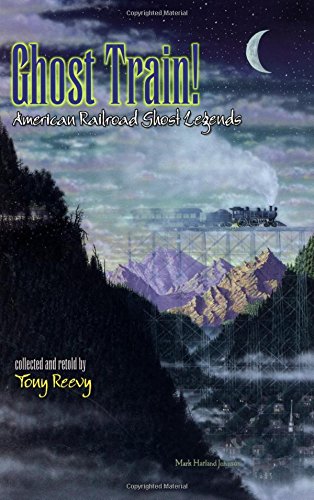 Ghost Train!
American Railroad Ghost Legends
collected and retold by
Tony Reevy
Mark Harland Johnson